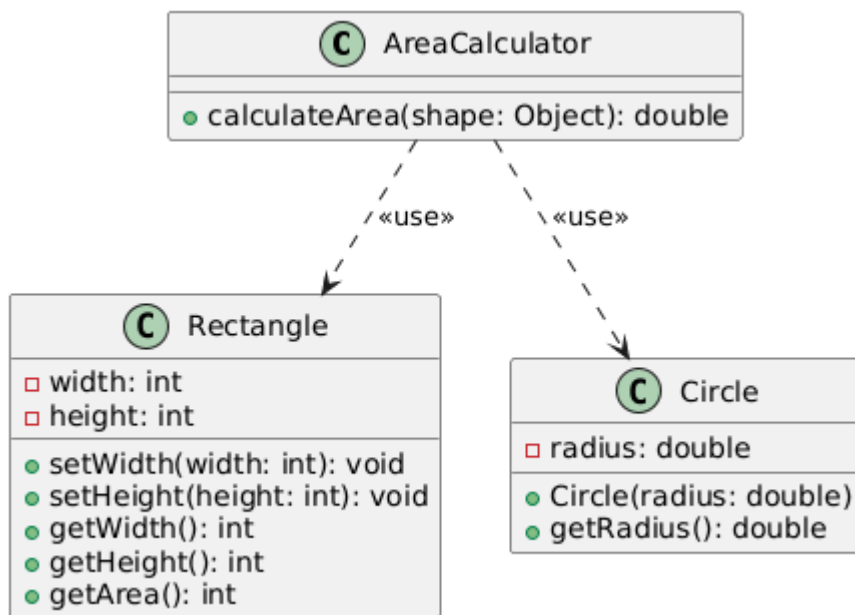 C AreaCalculator
calculateArea(shape: Object): double
«use»
«use»
C Rectangle
width: int
height: int
setWidth(width: int): void
setHeight(height: int): void
getWidth(): int
getHeight(): int
getArea(): int
C Circle
radius: double
Circle(radius: double)
getRadius(): double